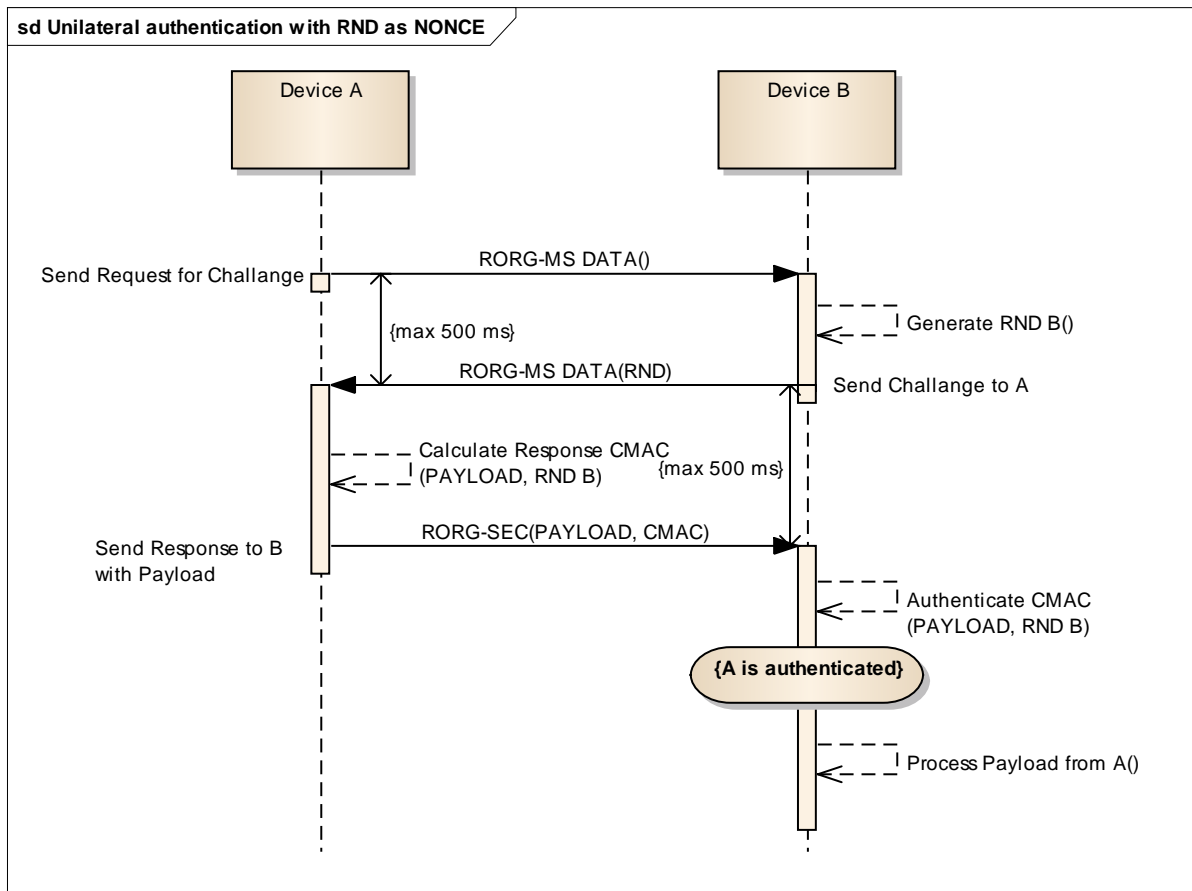 sd Unilateral authentication with RND as NONCE
Device A
Device B
Send Request for Challange
RORG-MS DATA()
{max 500 ms}
Generate RND B()
RORG-MS DATA(RND)
Send Challange to A
Calculate Response CMAC
(PAYLOAD, RND B)
{max 500 ms}
Send Response to B
with Payload
RORG-SEC(PAYLOAD, CMAC)
Authenticate CMAC
(PAYLOAD, RND B)
{A is authenticated}
Process Payload from A()